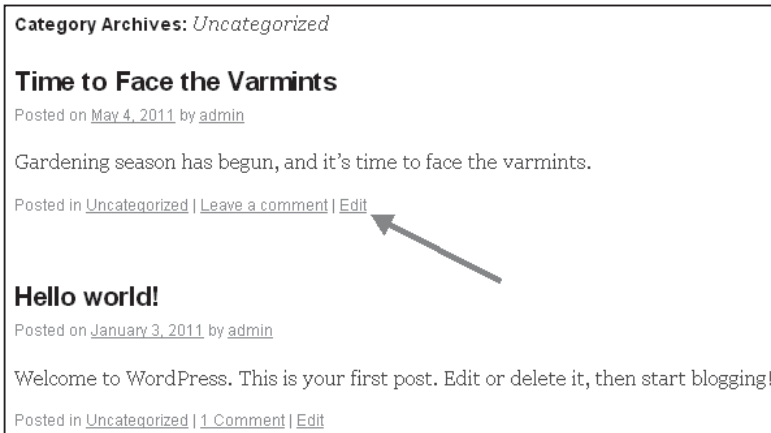 Category Archives: Uncategorized
Time to Face the Varmints
Posted on May 4, 2011 by admin
Gardening season has begun, and it's time to face the varmints.
Posted in Uncategorized | Leave a comment | Edit
Hello world!
Posted on January 3, 2011 by admin
Welcome to WordPress. This is your first post. Edit or delete it, then start blogging!
Posted in Uncategorized | 1 Comment | Edit